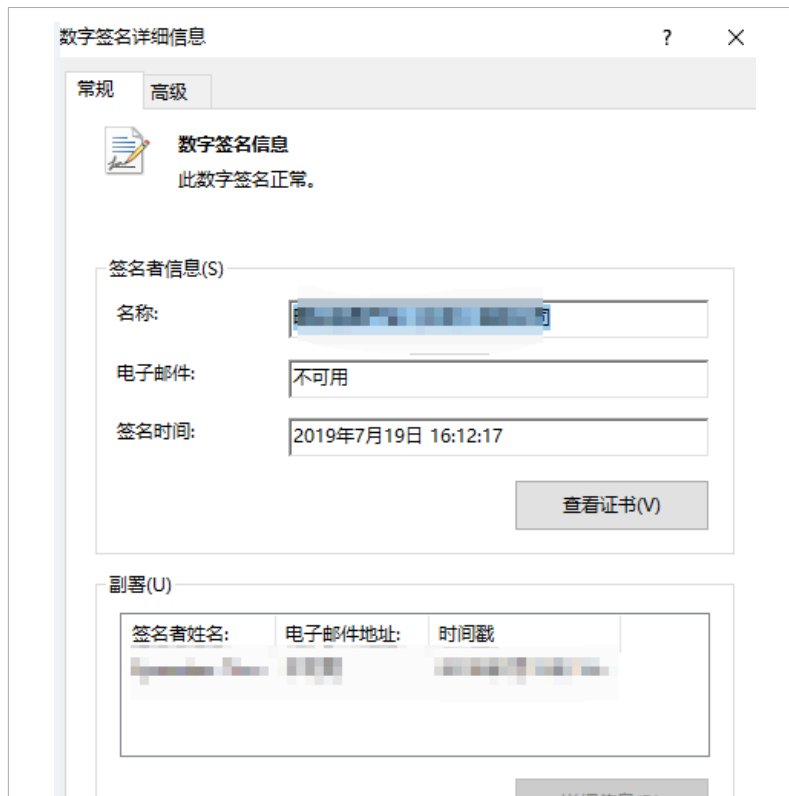 数字签名详细信息
? ×
常规 高级
数字签名信息
此数字签名正常。
签名者信息(S)
名称:
电子邮件: 不可用
签名时间: 2019年7月19日 16:12:17
查看证书(V)
副署(U)
签名者姓名: 电子邮件地址: 时间戳